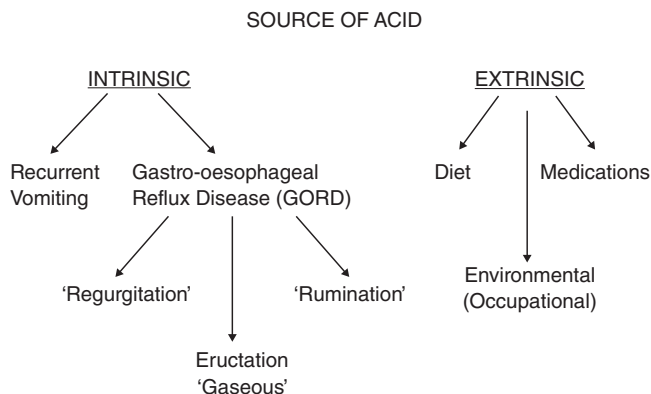 SOURCE OF ACID
INTRINSIC
EXTRINSIC
Recurrent
Vomiting
Gastro-oesophageal
Reflux Disease (GORD)
Diet
Medications
‘Regurgitation’
‘Rumination’
Environmental
(Occupational)
Eructation
‘Gaseous’